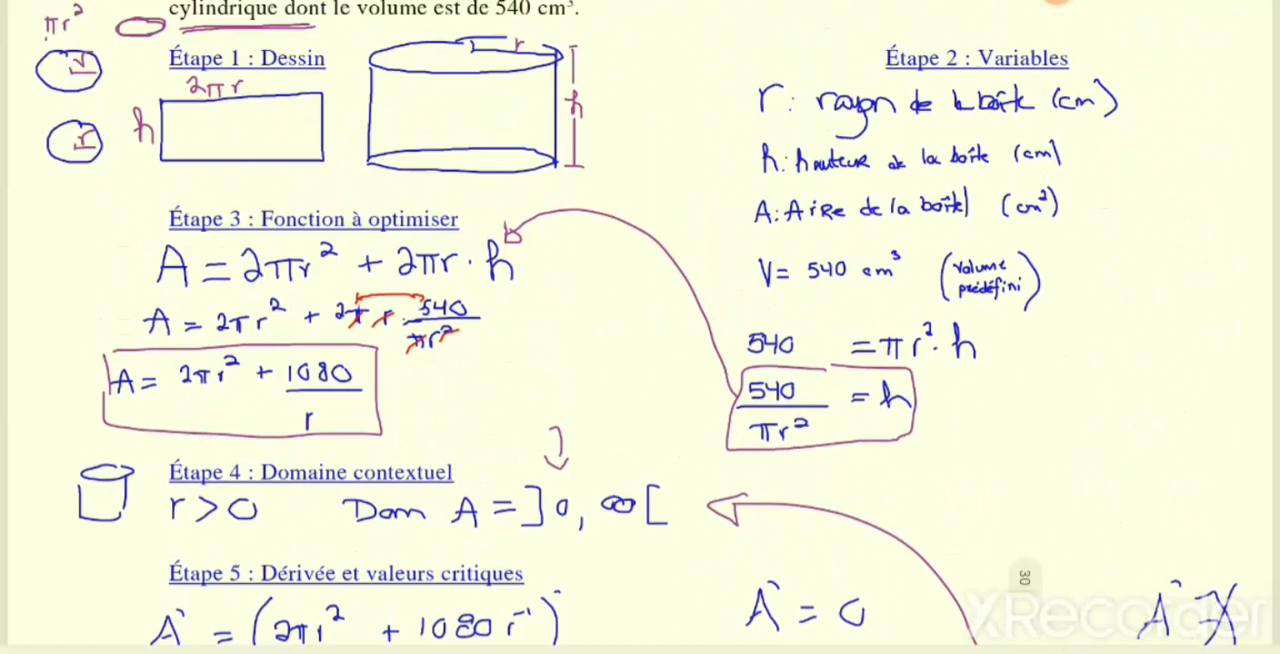 cylindrique dont le volume est de 540 cm³.
πr²
Étape 1 : Dessin
2πr
h
r
h
V
r
Étape 2 : Variables
r : rayon de la boîte (cm)
h : hauteur de la boîte (cm)
A : Aire de la boîte (cm²)
V = 540 cm³ (Volume prédéfini)
540 = πr² · h
540/πr² = h
Étape 3 : Fonction à optimiser
A = 2πr² + 2πr · h
A = 2πr² + 2πr · 540/πr²
A = 2πr² + 1080/r
Étape 4 : Domaine contextuel
r > 0 Dom A = ]0, ∞[
Étape 5 : Dérivée et valeurs critiques
A' = (2πr² + 1080 r⁻¹)'
A' = 0
A' ∄
30
XRecorder